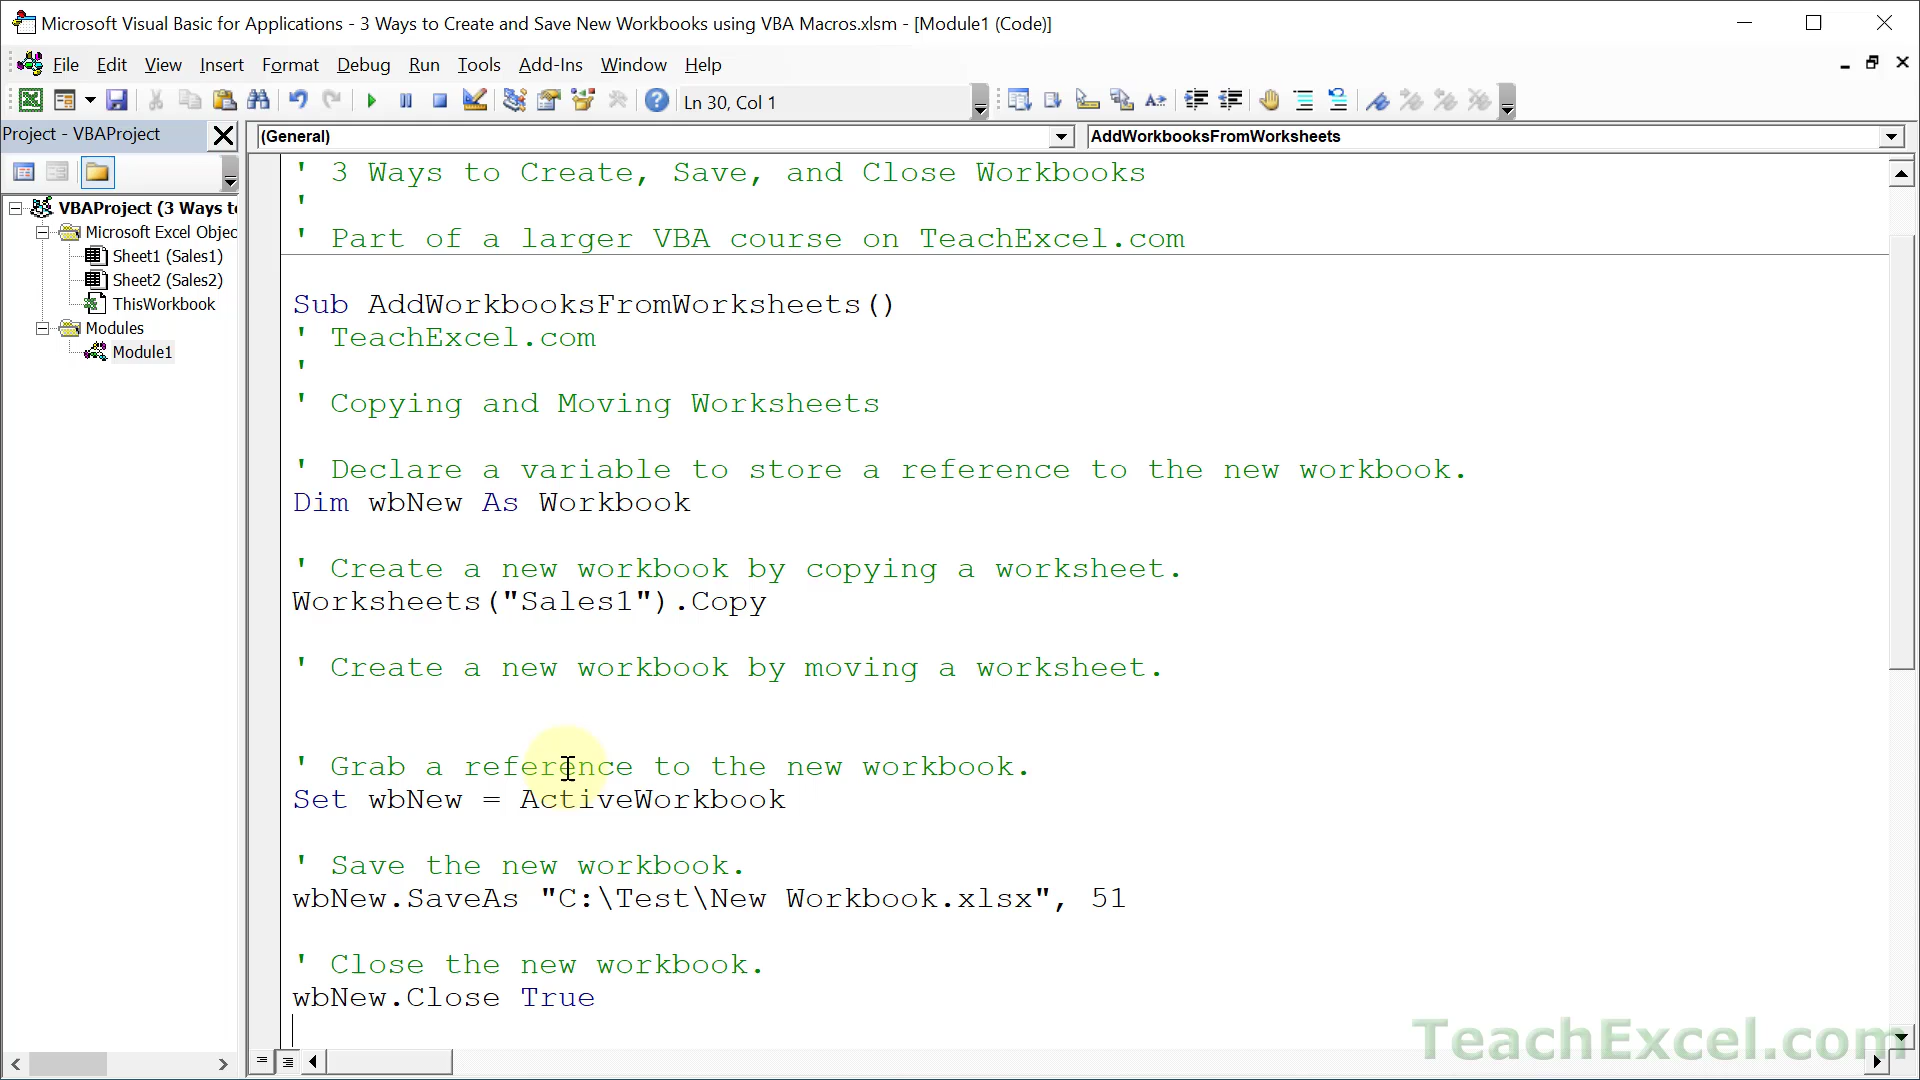 Microsoft Visual Basic for Applications - 3 Ways to Create and Save New Workbooks using VBA Macros.xlsm - [Module1 (Code)]
File Edit View Insert Format Debug Run Tools Add-Ins Window Help
Ln 30, Col 1
Project - VBAProject
(General) AddWorkbooksFromWorksheets
VBAProject (3 Ways to
Microsoft Excel Objec
Sheet1 (Sales1)
Sheet2 (Sales2)
ThisWorkbook
Modules
Module1
' 3 Ways to Create, Save, and Close Workbooks
'
' Part of a larger VBA course on TeachExcel.com
Sub AddWorkbooksFromWorksheets()
' TeachExcel.com
'
' Copying and Moving Worksheets
' Declare a variable to store a reference to the new workbook.
Dim wbNew As Workbook
' Create a new workbook by copying a worksheet.
Worksheets("Sales1").Copy
' Create a new workbook by moving a worksheet.
' Grab a reference to the new workbook.
Set wbNew = ActiveWorkbook
' Save the new workbook.
wbNew.SaveAs "C:\Test\New Workbook.xlsx", 51
' Close the new workbook.
wbNew.Close True
TeachExcel.com